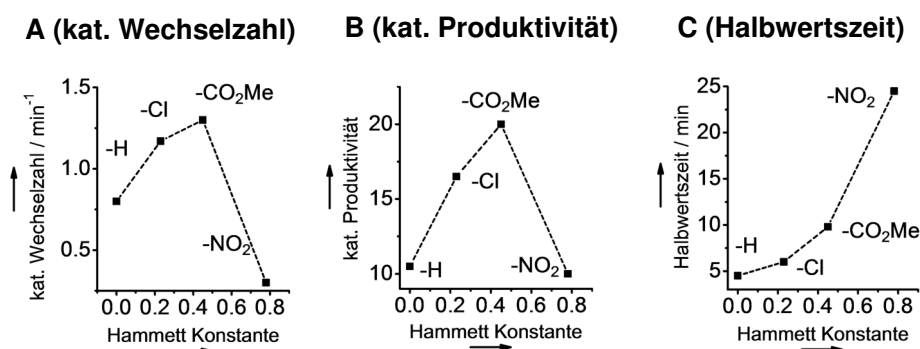 A (kat. Wechselzahl)
B (kat. Produktivität)
C (Halbwertszeit)
kat. Wechselzahl / min⁻¹
1.5
1.0
0.5
-H
-Cl
-CO₂Me
-NO₂
0.0 0.2 0.4 0.6 0.8
Hammett Konstante
kat. Produktivität
20
15
10
-CO₂Me
-Cl
-H
-NO₂
0.0 0.2 0.4 0.6 0.8
Hammett Konstante
Halbwertszeit / min
25
20
15
10
5
-NO₂
-H
-CO₂Me
-Cl
0.0 0.2 0.4 0.6 0.8
Hammett Konstante